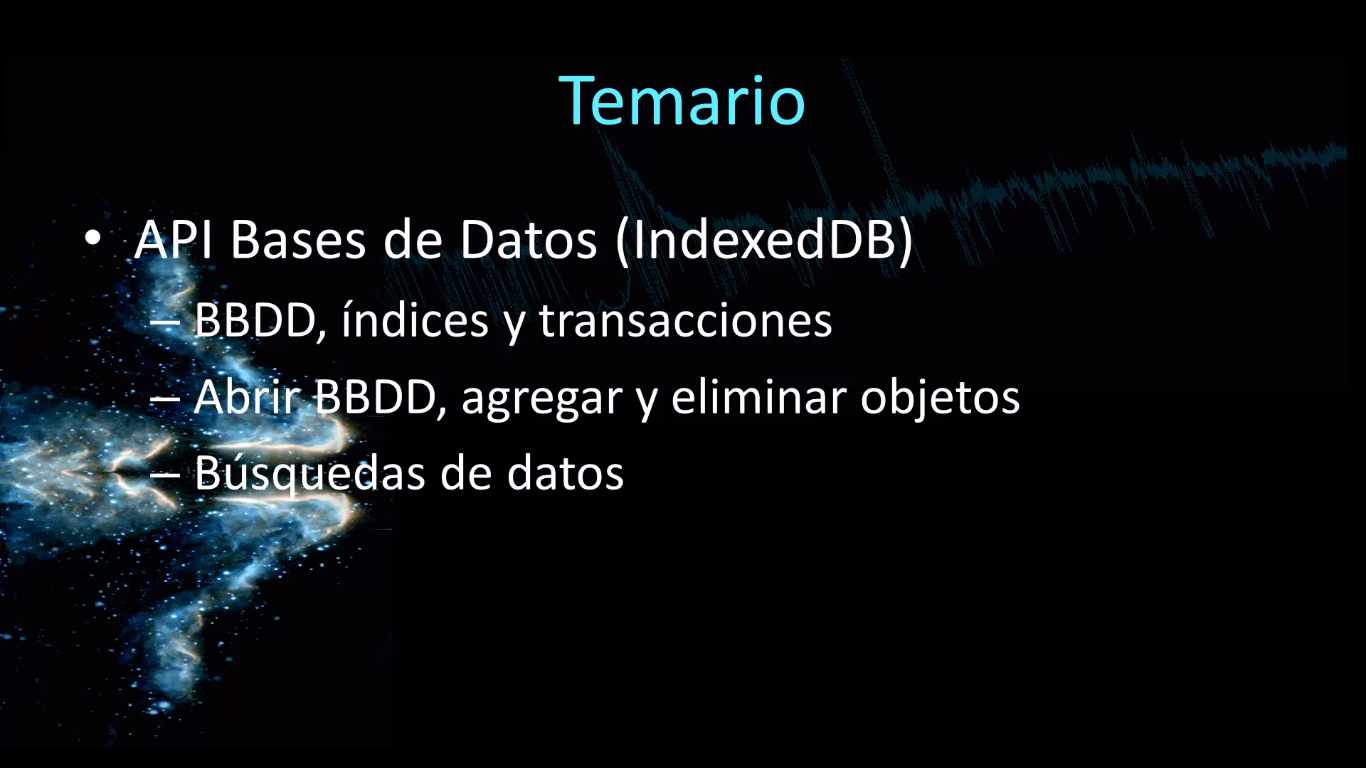 Temario
• API Bases de Datos (IndexedDB)
– BBDD, índices y transacciones
– Abrir BBDD, agregar y eliminar objetos
– Búsquedas de datos